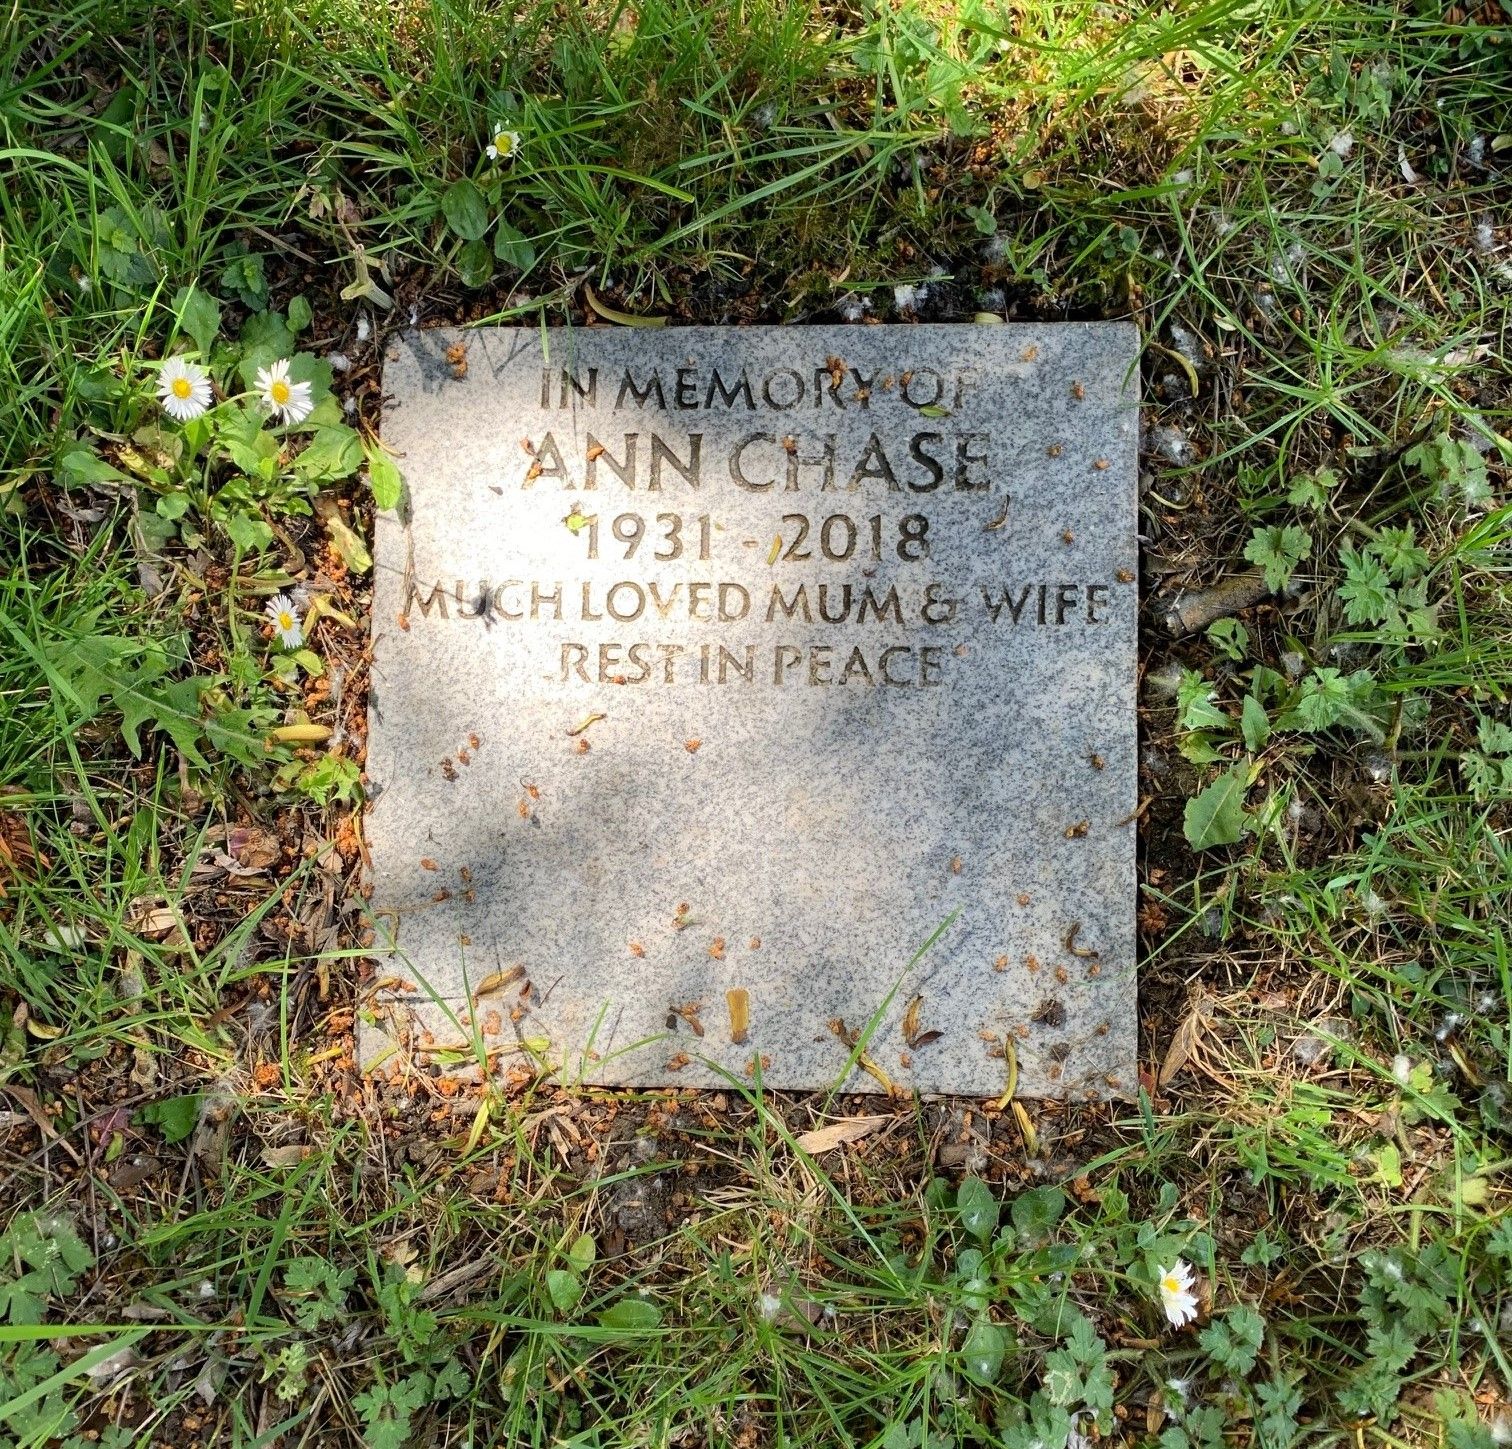 IN MEMORY OF
ANN CHASE
1931 - 2018
MUCH LOVED MUM & WIFE
REST IN PEACE